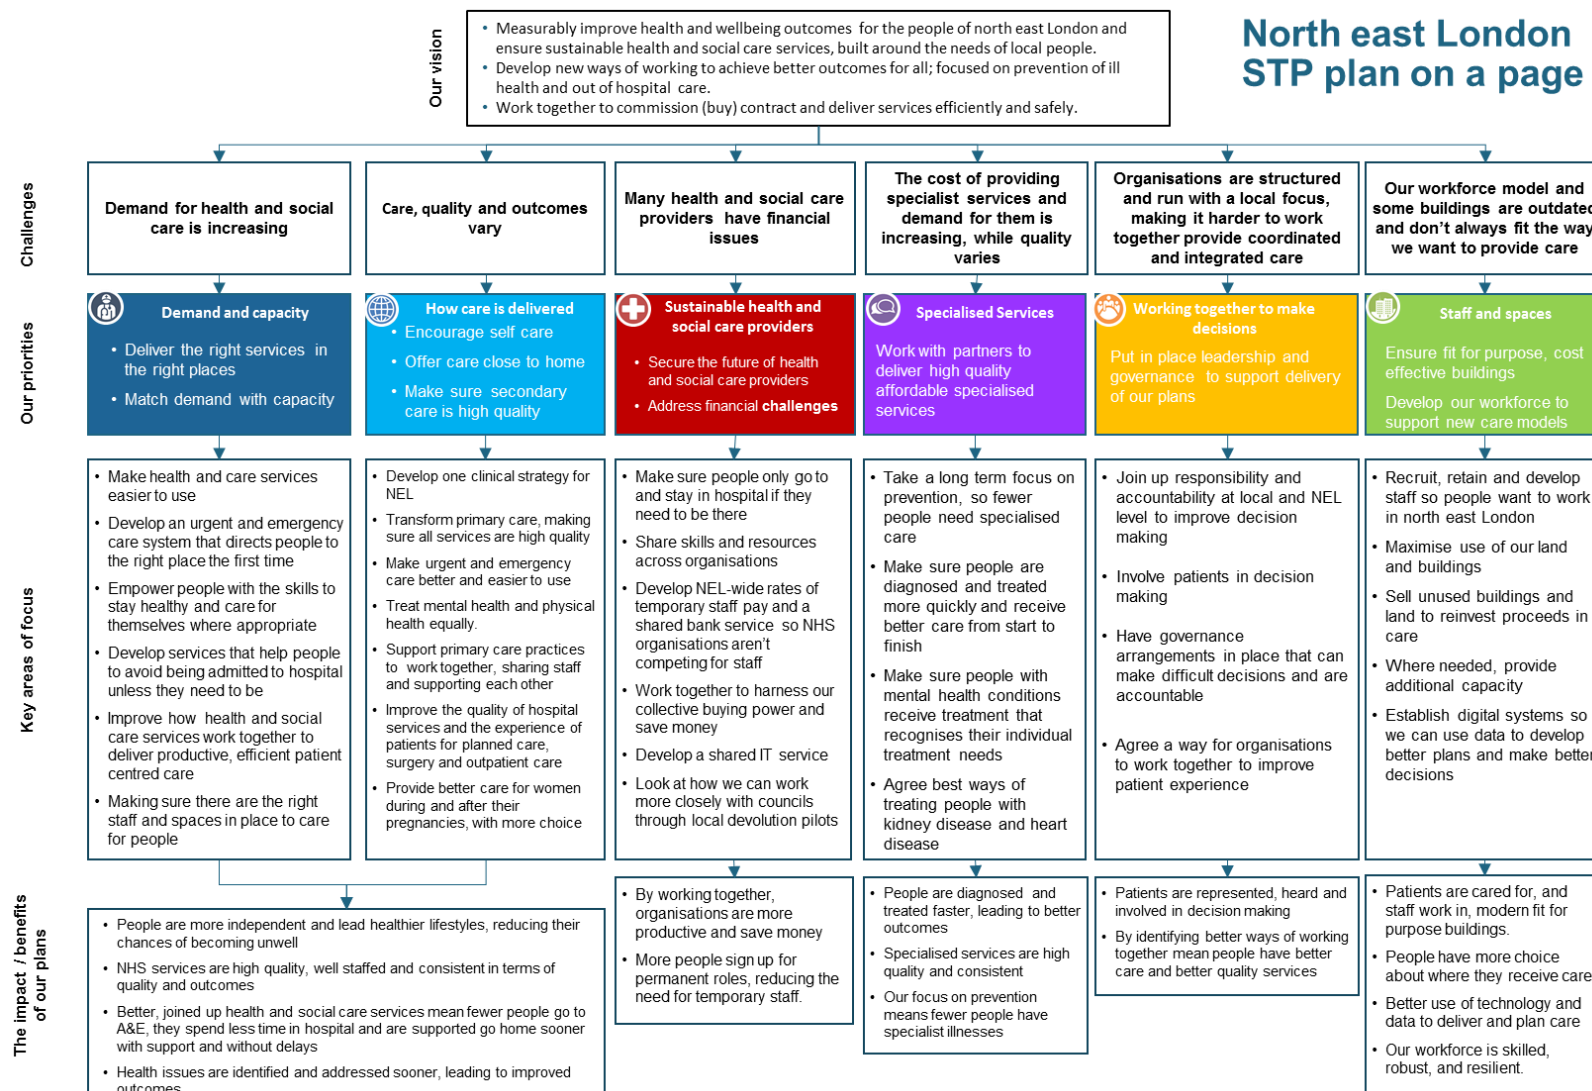 North east London
STP plan on a page
Our vision
• Measurably improve health and wellbeing outcomes for the people of north east London and
ensure sustainable health and social care services, built around the needs of local people.
• Develop new ways of working to achieve better outcomes for all; focused on prevention of ill
health and out of hospital care.
• Work together to commission (buy) contract and deliver services efficiently and safely.
Challenges
Demand for health and social
care is increasing
Care, quality and outcomes
vary
Many health and social care
providers have financial
issues
The cost of providing
specialist services and
demand for them is
increasing, while quality
varies
Organisations are structured
and run with a local focus,
making it harder to work
together provide coordinated
and integrated care
Our workforce model and
some buildings are outdated
and don't always fit the way
we want to provide care
Our priorities
Demand and capacity
• Deliver the right services in
the right places
• Match demand with capacity
How care is delivered
• Encourage self care
• Offer care close to home
• Make sure secondary
care is high quality
Sustainable health and
social care providers
• Secure the future of health
and social care providers
• Address financial challenges
Specialised Services
Work with partners to
deliver high quality
affordable specialised
services
Working together to make
decisions
Put in place leadership and
governance to support delivery
of our plans
Staff and spaces
Ensure fit for purpose, cost
effective buildings
Develop our workforce to
support new care models
Key areas of focus
• Make health and care services
easier to use
• Develop an urgent and emergency
care system that directs people to
the right place the first time
• Empower people with the skills to
stay healthy and care for
themselves where appropriate
• Develop services that help people
to avoid being admitted to hospital
unless they need to be
• Improve how health and social
care services work together to
deliver productive, efficient patient
centred care
• Making sure there are the right
staff and spaces in place to care
for people
• Develop one clinical strategy for
NEL
• Transform primary care, making
sure all services are high quality
• Make urgent and emergency
care better and easier to use
• Treat mental health and physical
health equally.
• Support primary care practices
to work together, sharing staff
and supporting each other
• Improve the quality of hospital
services and the experience of
patients for planned care,
surgery and outpatient care
• Provide better care for women
during and after their
pregnancies, with more choice
• Make sure people only go to
and stay in hospital if they
need to be there
• Share skills and resources
across organisations
• Develop NEL-wide rates of
temporary staff pay and a
shared bank service so NHS
organisations aren't
competing for staff
• Work together to harness our
collective buying power and
save money
• Develop a shared IT service
• Look at how we can work
more closely with councils
through local devolution pilots
• Take a long term focus on
prevention, so fewer
people need specialised
care
• Make sure people are
diagnosed and treated
more quickly and receive
better care from start to
finish
• Make sure people with
mental health conditions
receive treatment that
recognises their individual
treatment needs
• Agree best ways of
treating people with
kidney disease and heart
disease
• Join up responsibility and
accountability at local and NEL
level to improve decision
making
• Involve patients in decision
making
• Have governance
arrangements in place that can
make difficult decisions and are
accountable
• Agree a way for organisations
to work together to improve
patient experience
• Recruit, retain and develop
staff so people want to work
in north east London
• Maximise use of our land
and buildings
• Sell unused buildings and
land to reinvest proceeds in
care
• Where needed, provide
additional capacity
• Establish digital systems so
we can use data to develop
better plans and make better
decisions
The impact / benefits
of our plans
• People are more independent and lead healthier lifestyles, reducing their
chances of becoming unwell
• NHS services are high quality, well staffed and consistent in terms of
quality and outcomes
• Better, joined up health and social care services mean fewer people go to
A&E, they spend less time in hospital and are supported go home sooner
with support and without delays
• Health issues are identified and addressed sooner, leading to improved
outcomes
• By working together,
organisations are more
productive and save money
• More people sign up for
permanent roles, reducing the
need for temporary staff.
• People are diagnosed and
treated faster, leading to better
outcomes
• Specialised services are high
quality and consistent
• Our focus on prevention
means fewer people have
specialist illnesses
• Patients are represented, heard and
involved in decision making
• By identifying better ways of working
together mean people have better
care and better quality services
• Patients are cared for, and
staff work in, modern fit for
purpose buildings.
• People have more choice
about where they receive care
• Better use of technology and
data to deliver and plan care
• Our workforce is skilled,
robust, and resilient.